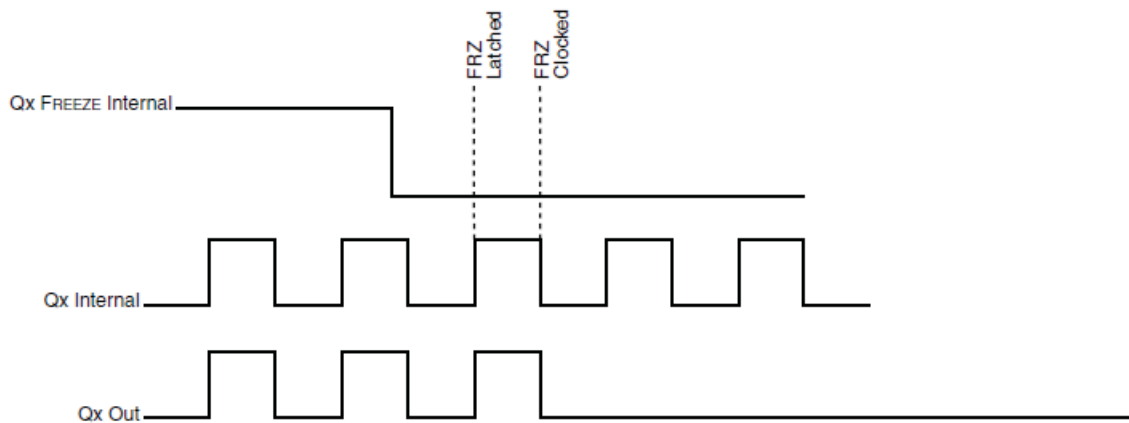 FRZ
Latched
FRZ
Clocked
Qx FREEZE Internal
Qx Internal
Qx Out